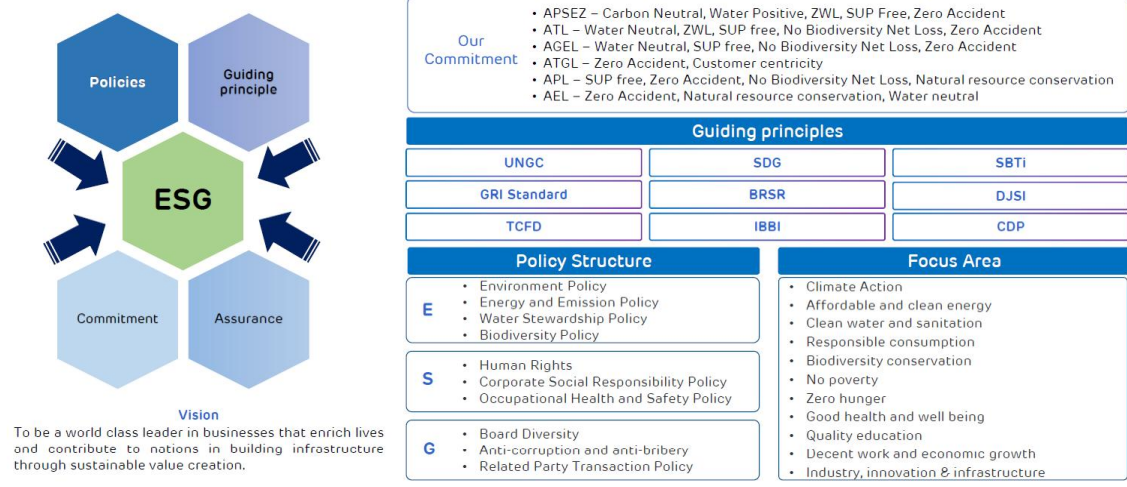 Policies
Guiding
principle
ESG
Commitment
Assurance
Vision
To be a world class leader in businesses that enrich lives
and contribute to nations in building infrastructure
through sustainable value creation.
Our
Commitment
• APSEZ – Carbon Neutral, Water Positive, ZWL, SUP Free, Zero Accident
• ATL – Water Neutral, ZWL, SUP free, No Biodiversity Net Loss, Zero Accident
• AGEL – Water Neutral, SUP free, No Biodiversity Net Loss, Zero Accident
• ATGL – Zero Accident, Customer centricity
• APL – SUP free, Zero Accident, No Biodiversity Net Loss, Natural resource conservation
• AEL – Zero Accident, Natural resource conservation, Water neutral
Guiding principles
UNGC
SDG
SBTi
GRI Standard
BRSR
DJSI
TCFD
IBBI
CDP
Policy Structure
E
• Environment Policy
• Energy and Emission Policy
• Water Stewardship Policy
• Biodiversity Policy
S
• Human Rights
• Corporate Social Responsibility Policy
• Occupational Health and Safety Policy
G
• Board Diversity
• Anti-corruption and anti-bribery
• Related Party Transaction Policy
Focus Area
• Climate Action
• Affordable and clean energy
• Clean water and sanitation
• Responsible consumption
• Biodiversity conservation
• No poverty
• Zero hunger
• Good health and well being
• Quality education
• Decent work and economic growth
• Industry, innovation & infrastructure